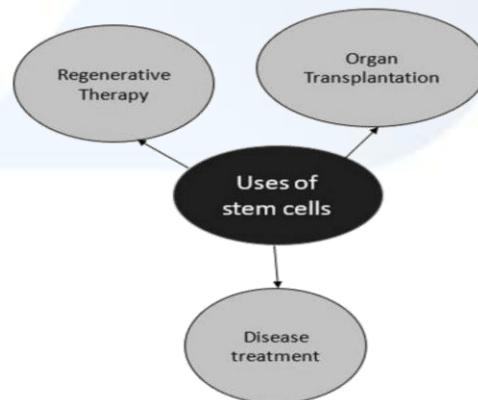 Regenerative
Therapy
Organ
Transplantation
Uses of
stem cells
Disease
treatment